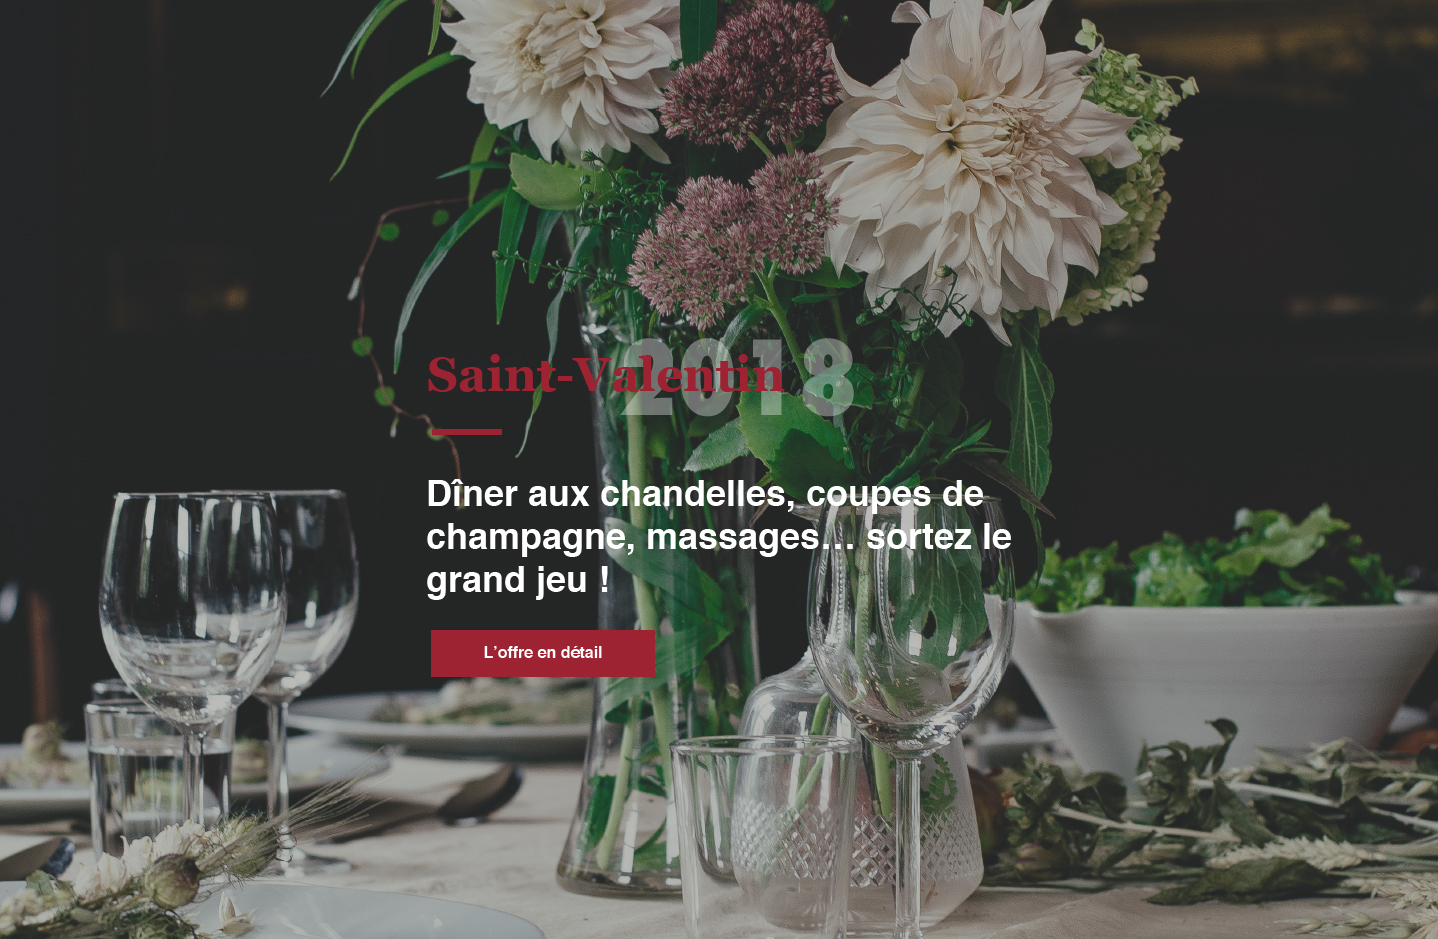 Saint-Valentin 2018
Dîner aux chandelles, coupes de
champagne, massages… sortez le
grand jeu !
L’offre en détail